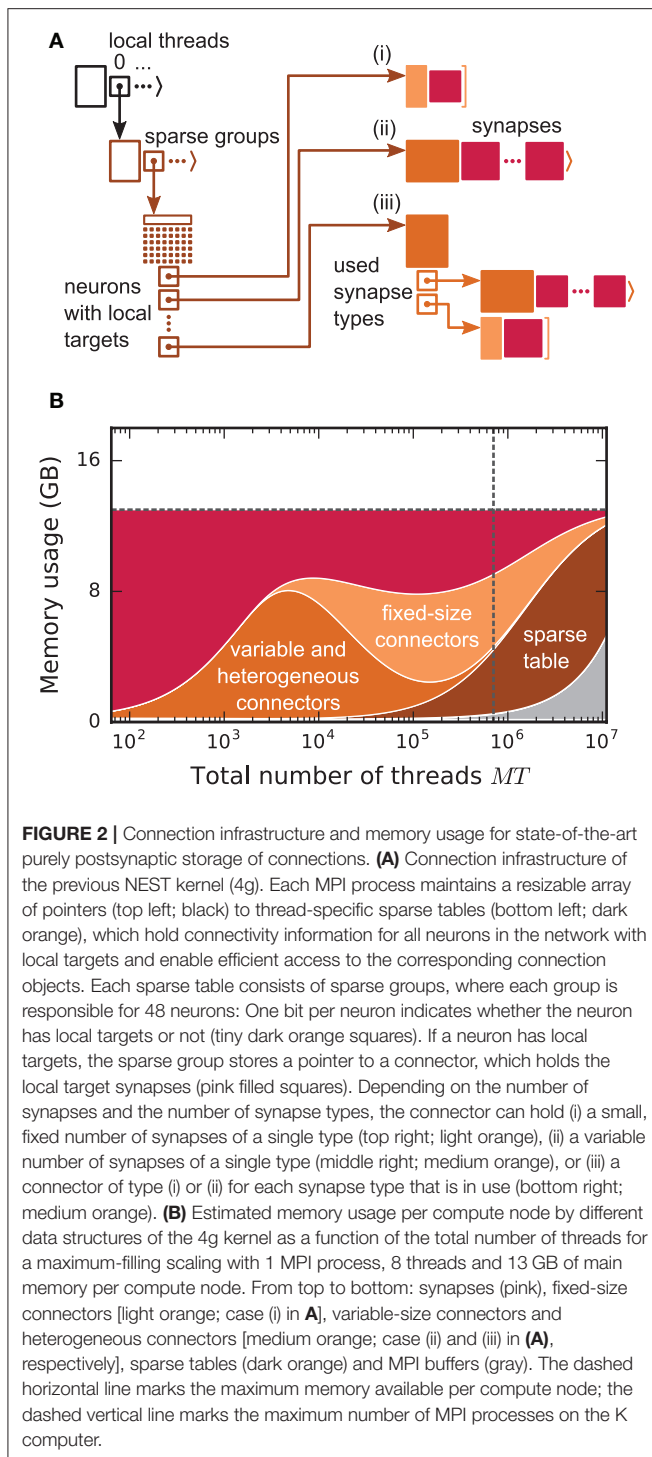 A
local threads
0 ...
(i)
sparse groups
(ii)
synapses
(iii)
neurons
with local
targets
used
synapse
types
B
Memory usage (GB)
16
8
0
variable and
heterogeneous
connectors
fixed-size
connectors
sparse
table
10²
10³
10⁴
10⁵
10⁶
10⁷
Total number of threads MT
FIGURE 2 | Connection infrastructure and memory usage for state-of-the-art
purely postsynaptic storage of connections. (A) Connection infrastructure of
the previous NEST kernel (4g). Each MPI process maintains a resizable array
of pointers (top left; black) to thread-specific sparse tables (bottom left; dark
orange), which hold connectivity information for all neurons in the network with
local targets and enable efficient access to the corresponding connection
objects. Each sparse table consists of sparse groups, where each group is
responsible for 48 neurons: One bit per neuron indicates whether the neuron
has local targets or not (tiny dark orange squares). If a neuron has local
targets, the sparse group stores a pointer to a connector, which holds the
local target synapses (pink filled squares). Depending on the number of
synapses and the number of synapse types, the connector can hold (i) a small,
fixed number of synapses of a single type (top right; light orange), (ii) a variable
number of synapses of a single type (middle right; medium orange), or (iii) a
connector of type (i) or (ii) for each synapse type that is in use (bottom right;
medium orange). (B) Estimated memory usage per compute node by different
data structures of the 4g kernel as a function of the total number of threads for
a maximum-filling scaling with 1 MPI process, 8 threads and 13 GB of main
memory per compute node. From top to bottom: synapses (pink), fixed-size
connectors [light orange; case (i) in A], variable-size connectors and
heterogeneous connectors [medium orange; case (ii) and (iii) in (A),
respectively], sparse tables (dark orange) and MPI buffers (gray). The dashed
horizontal line marks the maximum memory available per compute node; the
dashed vertical line marks the maximum number of MPI processes on the K
computer.